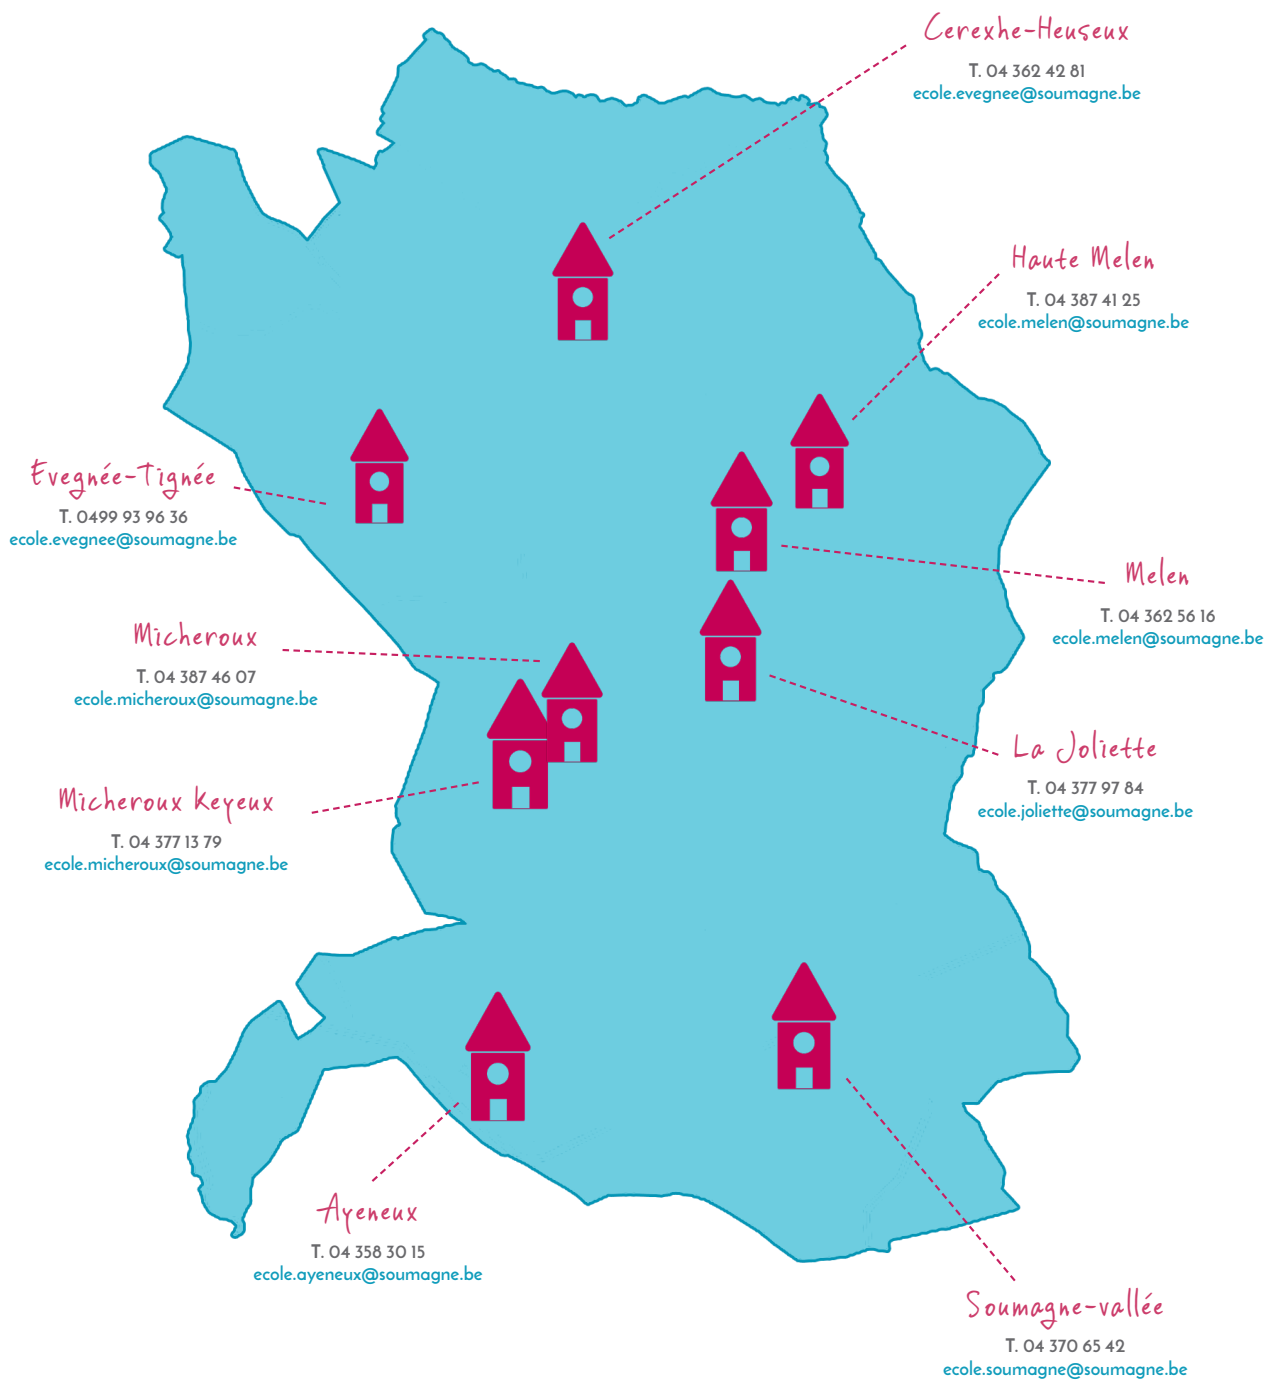 Cerexhe-Heuseux
T. 04 362 42 81
ecole.evegnee@soumagne.be
Haute Melen
T. 04 387 41 25
ecole.melen@soumagne.be
Evegnée-Tignée
T. 0499 93 96 36
ecole.evegnee@soumagne.be
Melen
T. 04 362 56 16
ecole.melen@soumagne.be
Micheroux
T. 04 387 46 07
ecole.micheroux@soumagne.be
La Joliette
T. 04 377 97 84
ecole.joliette@soumagne.be
Micheroux Keyeux
T. 04 377 13 79
ecole.micheroux@soumagne.be
Ayeneux
T. 04 358 30 15
ecole.ayeneux@soumagne.be
Soumagne-vallée
T. 04 370 65 42
ecole.soumagne@soumagne.be